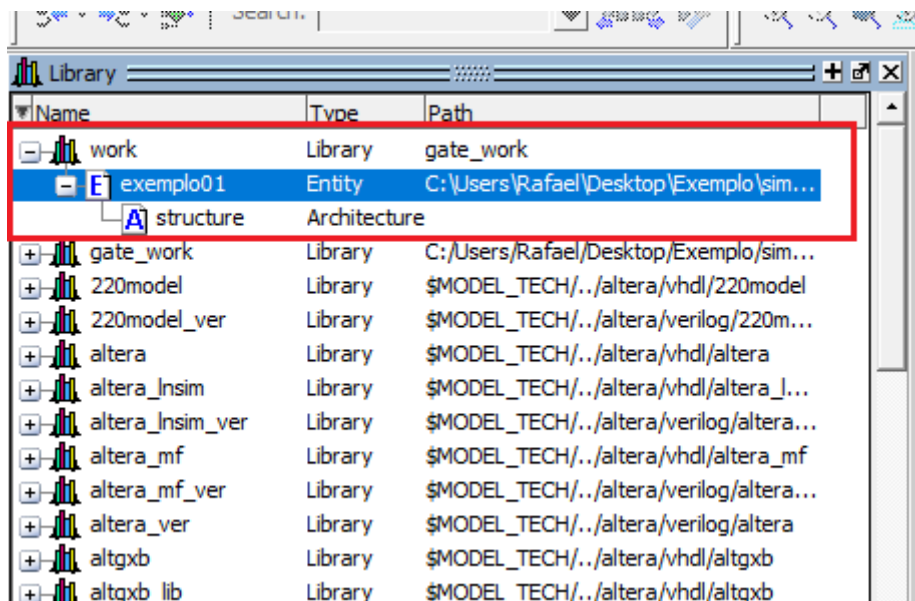 Search:
Library
Name Type Path
work Library gate_work
E exemplo01 Entity C:\Users\Rafael\Desktop\Exemplo\sim...
A structure Architecture
gate_work Library C:/Users/Rafael/Desktop/Exemplo/sim...
220model Library $MODEL_TECH/../altera/vhdl/220model
220model_ver Library $MODEL_TECH/../altera/verilog/220m...
altera Library $MODEL_TECH/../altera/vhdl/altera
altera_lnsim Library $MODEL_TECH/../altera/vhdl/altera_l...
altera_lnsim_ver Library $MODEL_TECH/../altera/verilog/altera...
altera_mf Library $MODEL_TECH/../altera/vhdl/altera_mf
altera_mf_ver Library $MODEL_TECH/../altera/verilog/altera...
altera_ver Library $MODEL_TECH/../altera/verilog/altera
altgxb Library $MODEL_TECH/../altera/vhdl/altgxb
altgxb_lib Library $MODEL_TECH/../altera/vhdl/altgxb